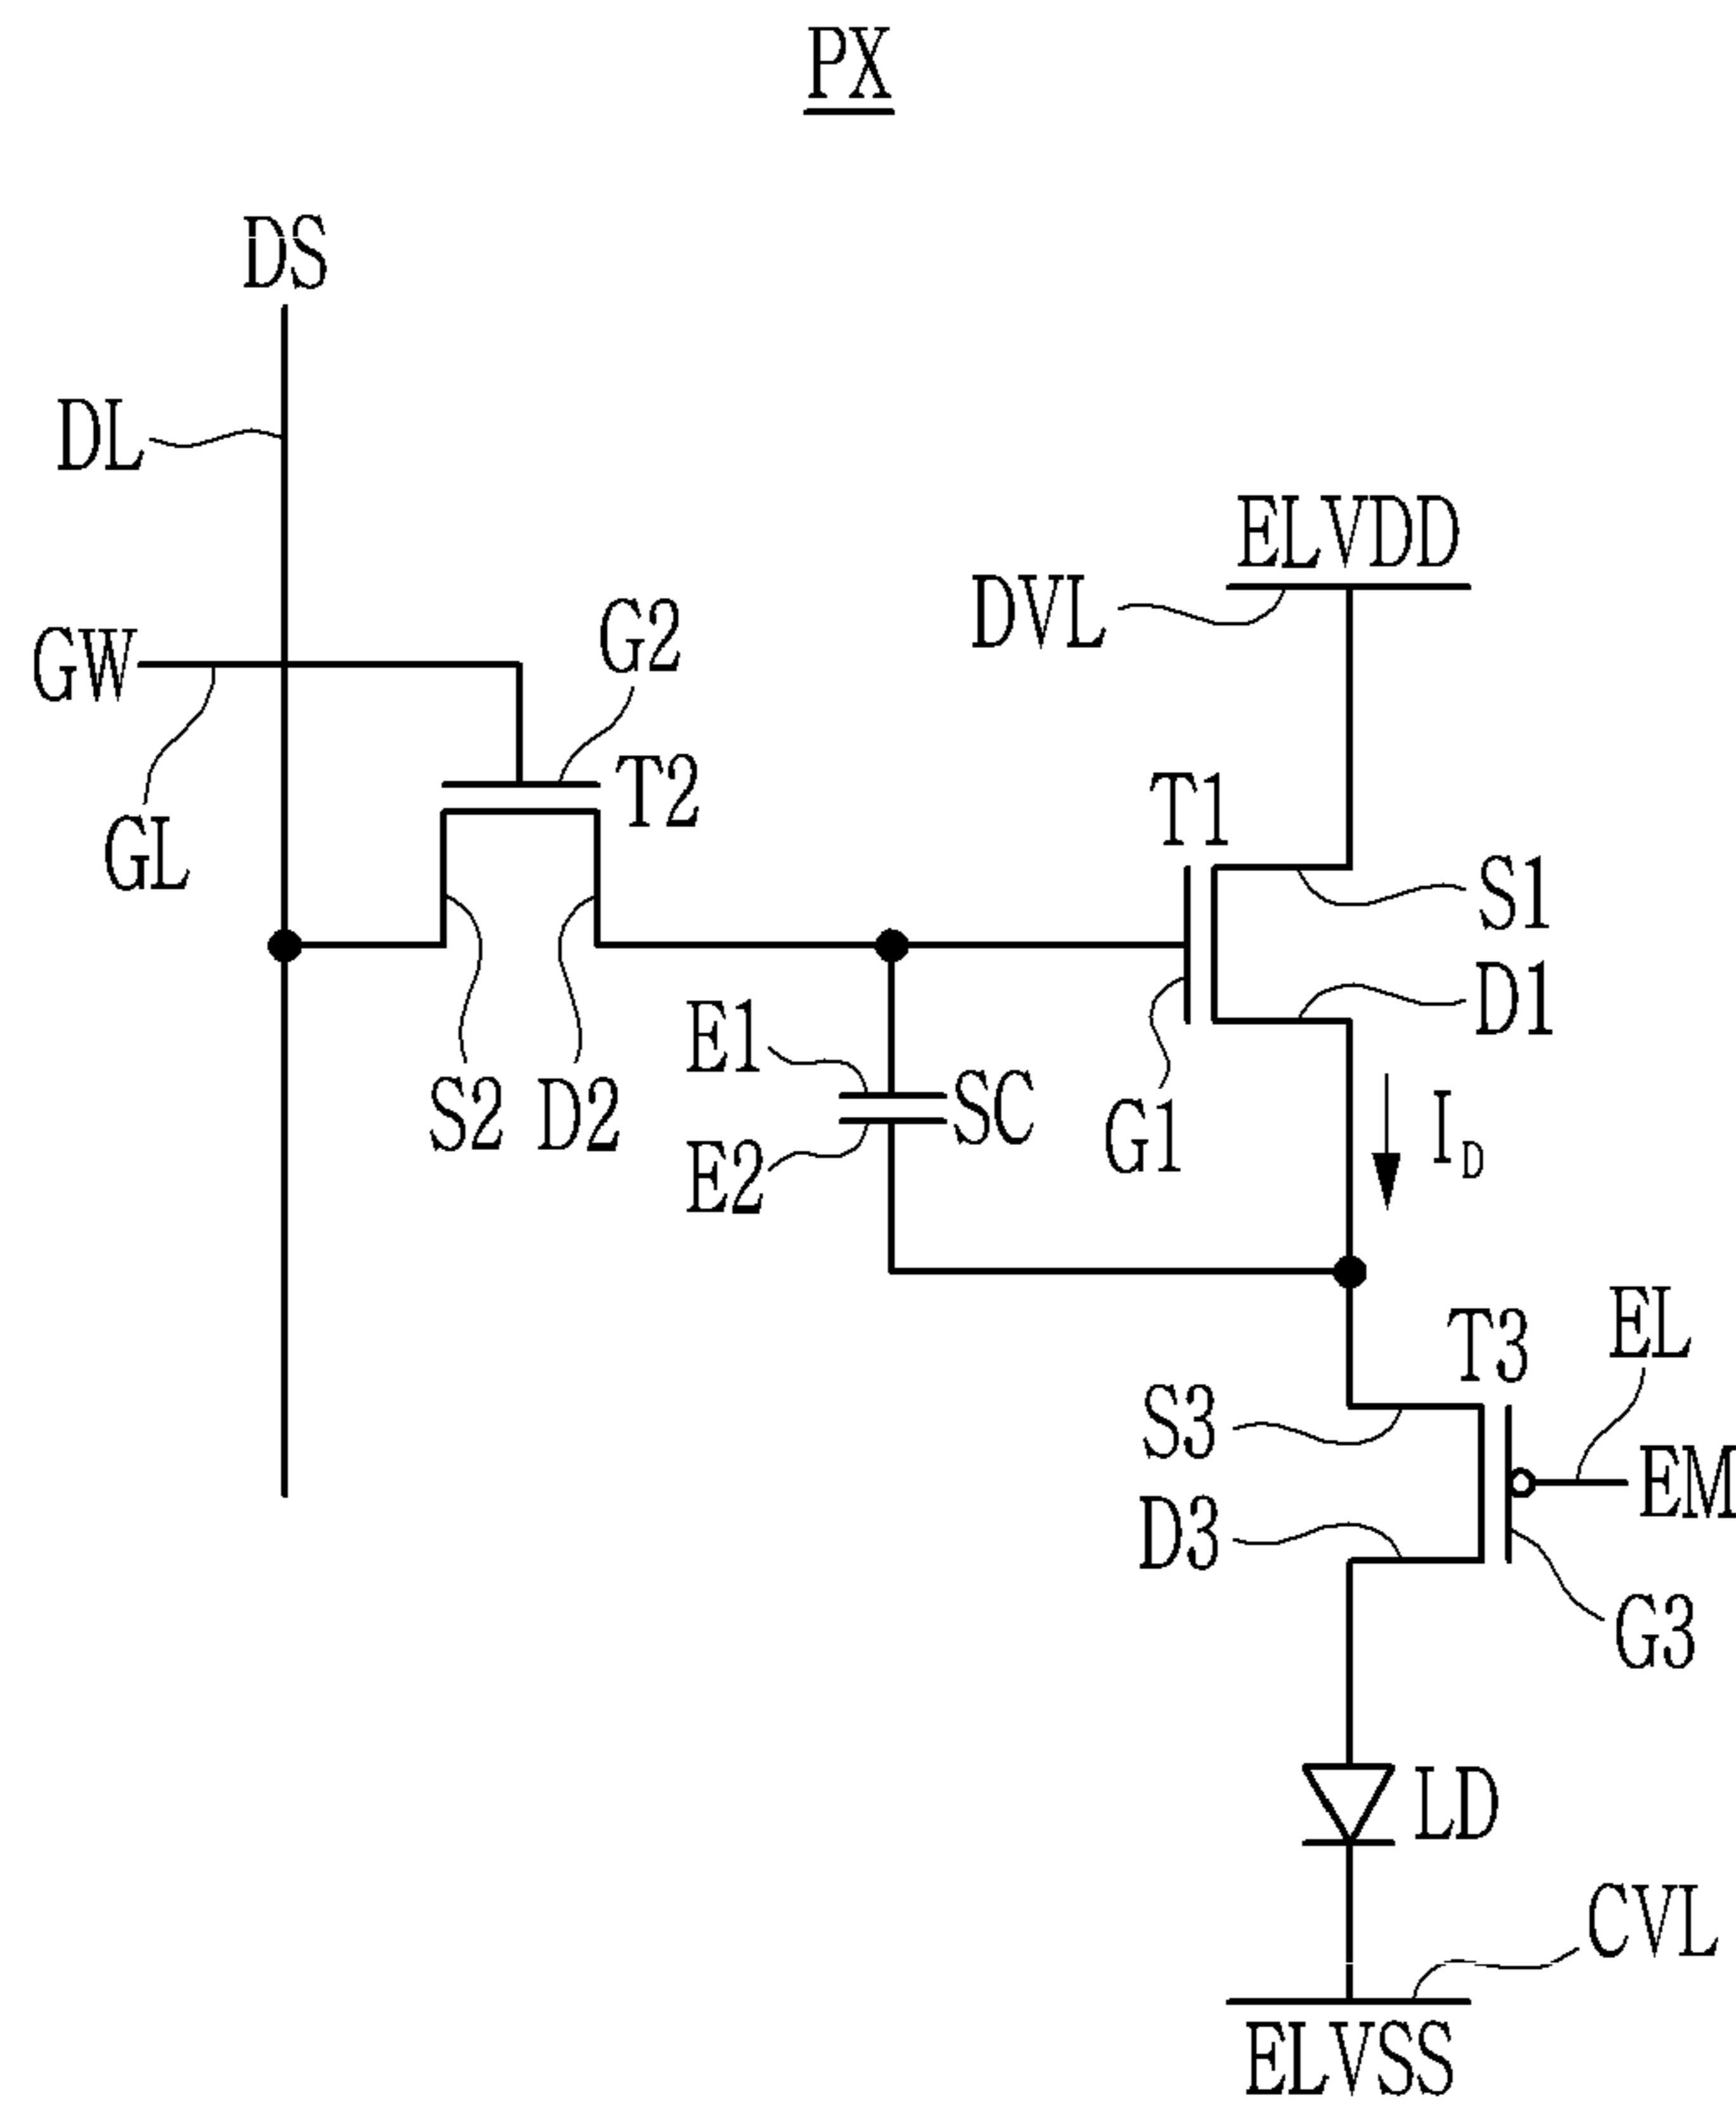 PX
DS
DL
ELVDD
DVL
GW
G2
T2
T1
GL
S1
D1
E1
SC
S2
D2
G1
I_D
E2
T3
EL
S3
EM
D3
G3
LD
CVL
ELVSS